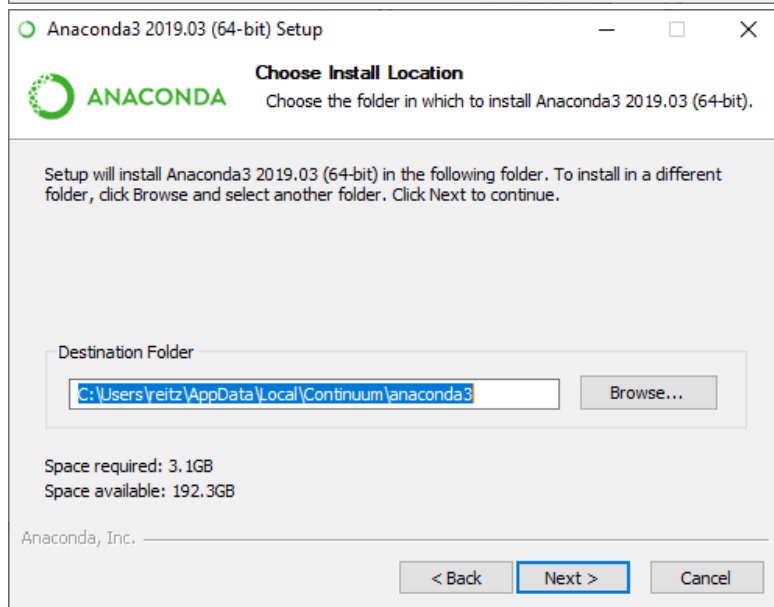 Anaconda3 2019.03 (64-bit) Setup
Choose Install Location
ANACONDA
Choose the folder in which to install Anaconda3 2019.03 (64-bit).
Setup will install Anaconda3 2019.03 (64-bit) in the following folder. To install in a different
folder, click Browse and select another folder. Click Next to continue.
Destination Folder
C:\Users\reitz\AppData\Local\Continuum\anaconda3
Browse...
Space required: 3.1GB
Space available: 192.3GB
Anaconda, Inc.
< Back
Next >
Cancel